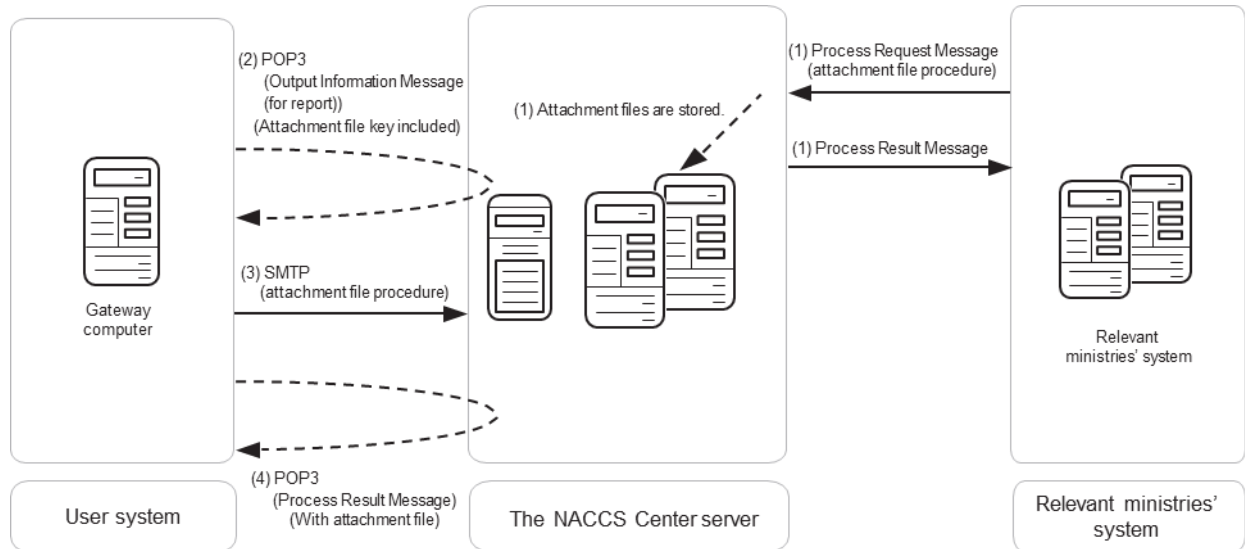 (2) POP3
(Output Information Message
(for report))
(Attachment file key included)
(1) Attachment files are stored.
(1) Process Request Message
(attachment file procedure)
(1) Process Result Message
(3) SMTP
(attachment file procedure)
Gateway
computer
Relevant
ministries' system
(4) POP3
(Process Result Message)
(With attachment file)
User system
The NACCS Center server
Relevant ministries'
system